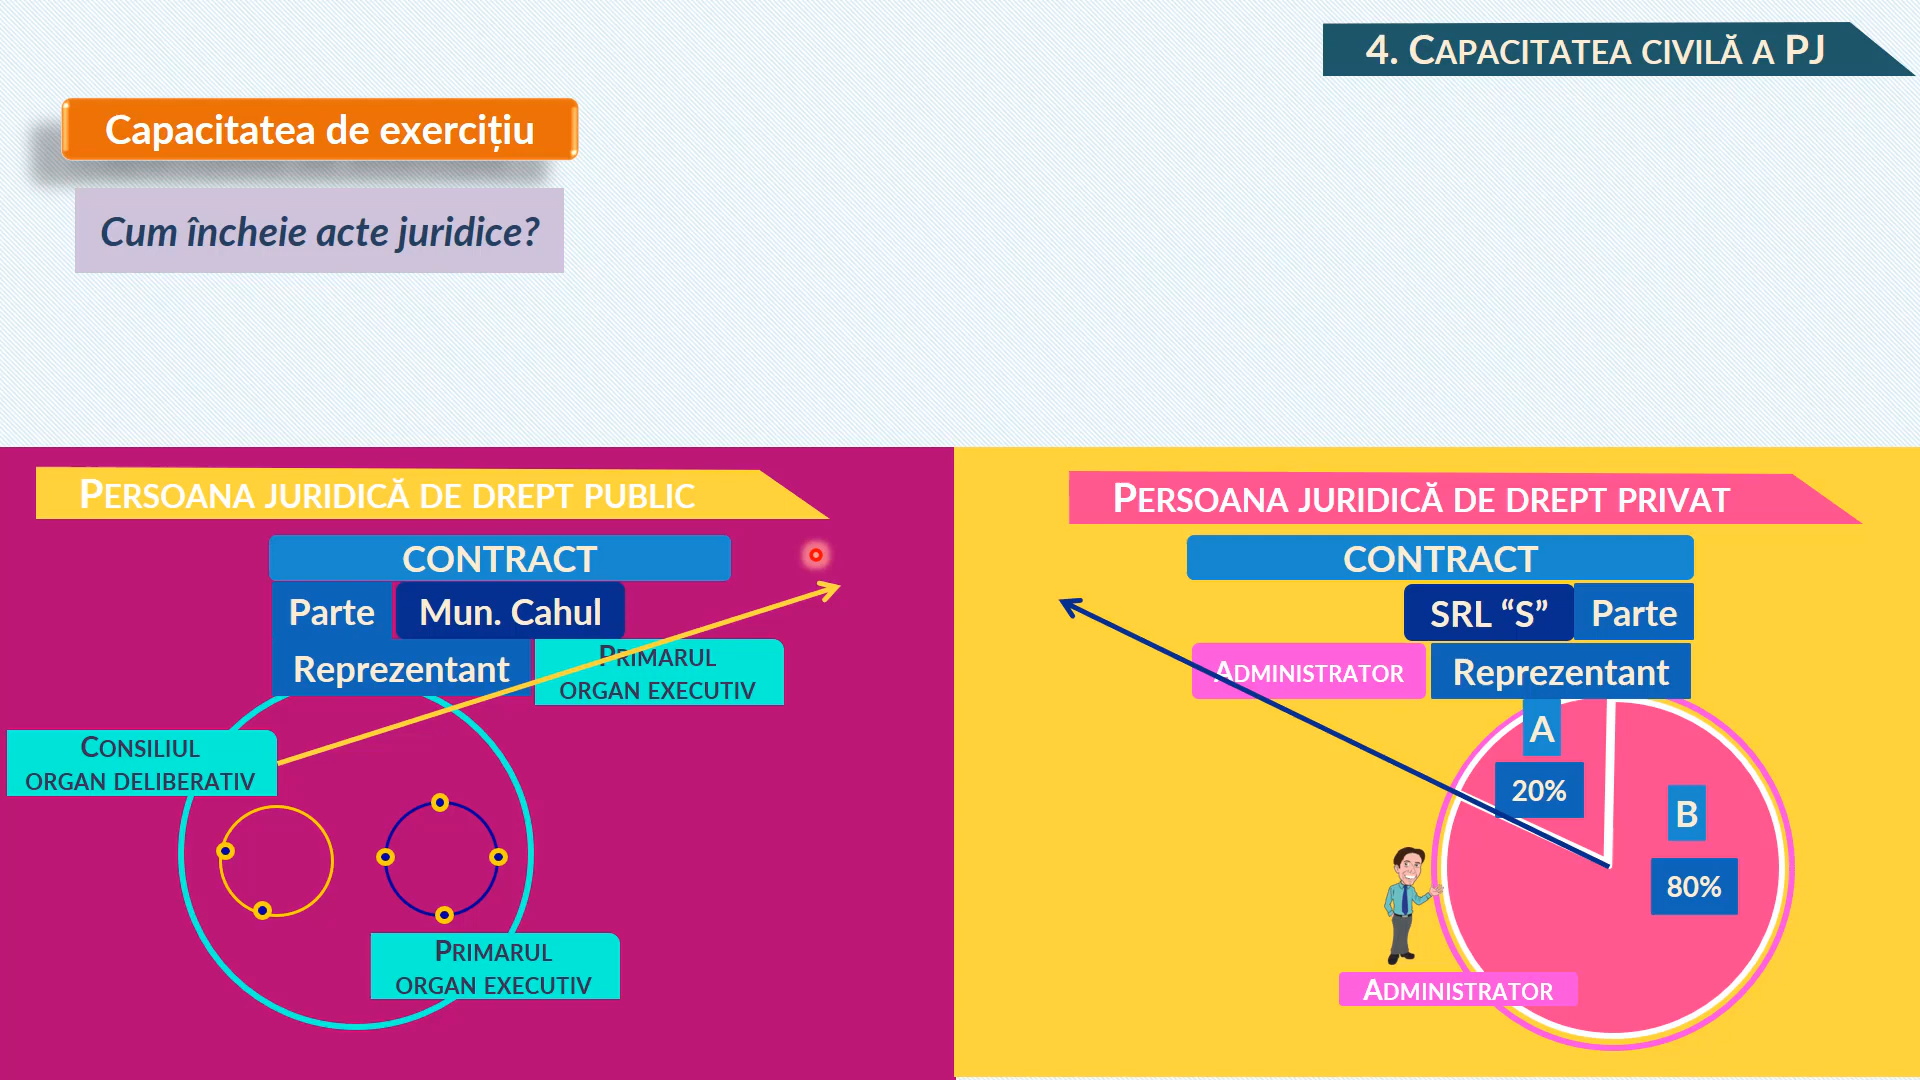 4. CAPACITATEA CIVILĂ A PJ
Capacitatea de exercițiu
Cum încheie acte juridice?
PERSOANA JURIDICĂ DE DREPT PUBLIC
CONTRACT
Parte
Mun. Cahul
Reprezentant
PRIMARUL
ORGAN EXECUTIV
CONSILIUL
ORGAN DELIBERATIV
PRIMARUL
ORGAN EXECUTIV
PERSOANA JURIDICĂ DE DREPT PRIVAT
CONTRACT
SRL “S”
Parte
ADMINISTRATOR
Reprezentant
A
20%
B
80%
ADMINISTRATOR